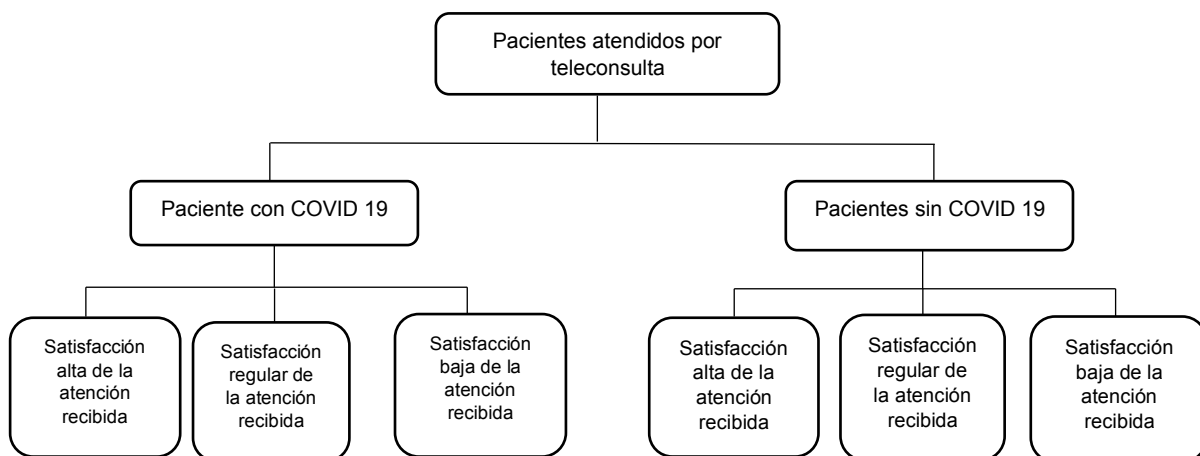 Pacientes atendidos por
teleconsulta
Paciente con COVID 19
Pacientes sin COVID 19
Satisfacción
alta de la
atención
recibida
Satisfacción
regular de
la atención
recibida
Satisfacción
baja de la
atención
recibida
Satisfacción
alta de la
atención
recibida
Satisfacción
regular de
la atención
recibida
Satisfacción
baja de la
atención
recibida